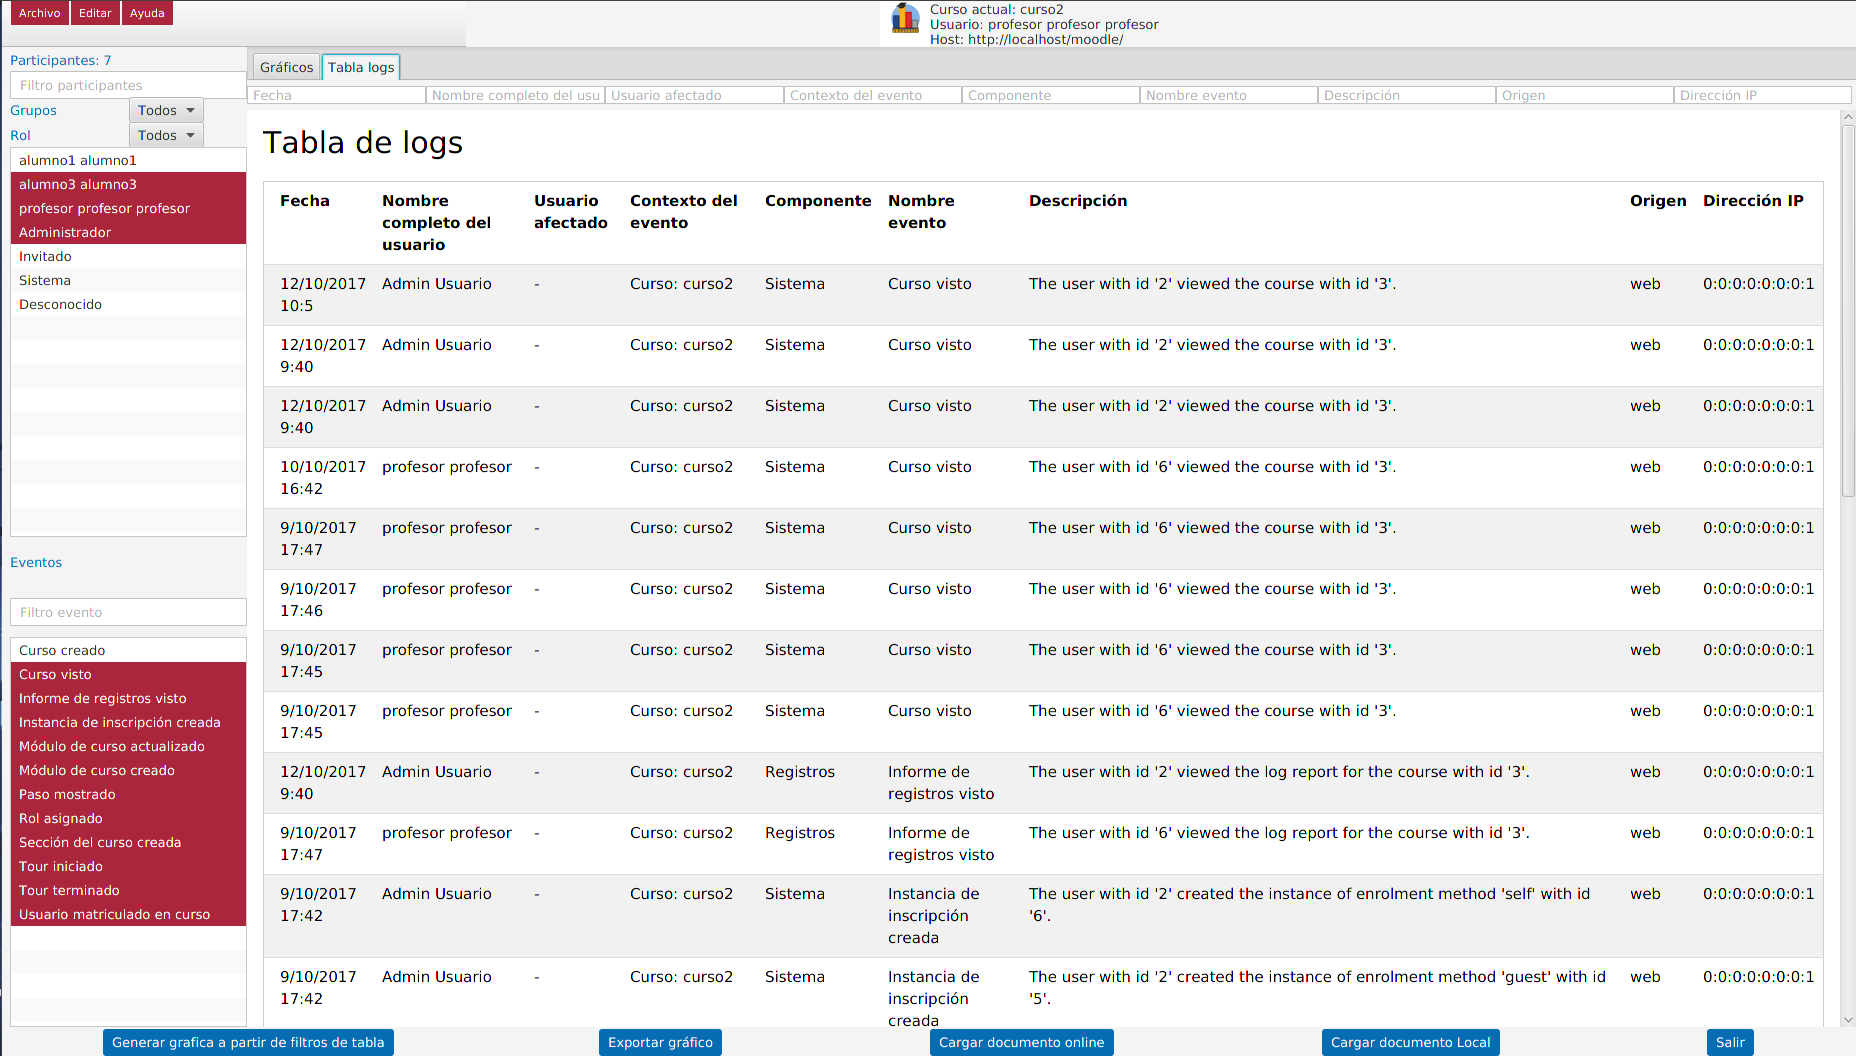 Archivo Editar Ayuda
Curso actual: curso2
Usuario: profesor profesor profesor
Host: http://localhost/moodle/
Participantes: 7
Filtro participantes
Grupos Todos
Rol Todos
alumno1 alumno1
alumno3 alumno3
profesor profesor profesor
Administrador
Invitado
Sistema
Desconocido
Eventos
Filtro evento
Curso creado
Curso visto
Informe de registros visto
Instancia de inscripción creada
Módulo de curso actualizado
Módulo de curso creado
Paso mostrado
Rol asignado
Sección del curso creada
Tour iniciado
Tour terminado
Usuario matriculado en curso
Gráficos Tabla logs
Fecha Nombre completo del usu Usuario afectado Contexto del evento Componente Nombre evento Descripción Origen Dirección IP
Tabla de logs
Fecha Nombre Usuario Contexto del Componente Nombre Descripción Origen Dirección IP
completo del afectado evento evento
usuario
12/10/2017 Admin Usuario - Curso: curso2 Sistema Curso visto The user with id '2' viewed the course with id '3'. web 0:0:0:0:0:0:0:1
10:5
12/10/2017 Admin Usuario - Curso: curso2 Sistema Curso visto The user with id '2' viewed the course with id '3'. web 0:0:0:0:0:0:0:1
9:40
12/10/2017 Admin Usuario - Curso: curso2 Sistema Curso visto The user with id '2' viewed the course with id '3'. web 0:0:0:0:0:0:0:1
9:40
10/10/2017 profesor profesor - Curso: curso2 Sistema Curso visto The user with id '6' viewed the course with id '3'. web 0:0:0:0:0:0:0:1
16:42
9/10/2017 profesor profesor - Curso: curso2 Sistema Curso visto The user with id '6' viewed the course with id '3'. web 0:0:0:0:0:0:0:1
17:47
9/10/2017 profesor profesor - Curso: curso2 Sistema Curso visto The user with id '6' viewed the course with id '3'. web 0:0:0:0:0:0:0:1
17:46
9/10/2017 profesor profesor - Curso: curso2 Sistema Curso visto The user with id '6' viewed the course with id '3'. web 0:0:0:0:0:0:0:1
17:45
9/10/2017 profesor profesor - Curso: curso2 Sistema Curso visto The user with id '6' viewed the course with id '3'. web 0:0:0:0:0:0:0:1
17:45
12/10/2017 Admin Usuario - Curso: curso2 Registros Informe de The user with id '2' viewed the log report for the course with id '3'. web 0:0:0:0:0:0:0:1
9:40 registros visto
9/10/2017 profesor profesor - Curso: curso2 Registros Informe de The user with id '6' viewed the log report for the course with id '3'. web 0:0:0:0:0:0:0:1
17:47 registros visto
9/10/2017 Admin Usuario - Curso: curso2 Sistema Instancia de The user with id '2' created the instance of enrolment method 'self' with id web 0:0:0:0:0:0:0:1
17:42 inscripción '6'.
creada
9/10/2017 Admin Usuario - Curso: curso2 Sistema Instancia de The user with id '2' created the instance of enrolment method 'guest' with id web 0:0:0:0:0:0:0:1
17:42 inscripción '5'.
creada
Generar grafica a partir de filtros de tabla Exportar gráfico Cargar documento online Cargar documento Local Salir